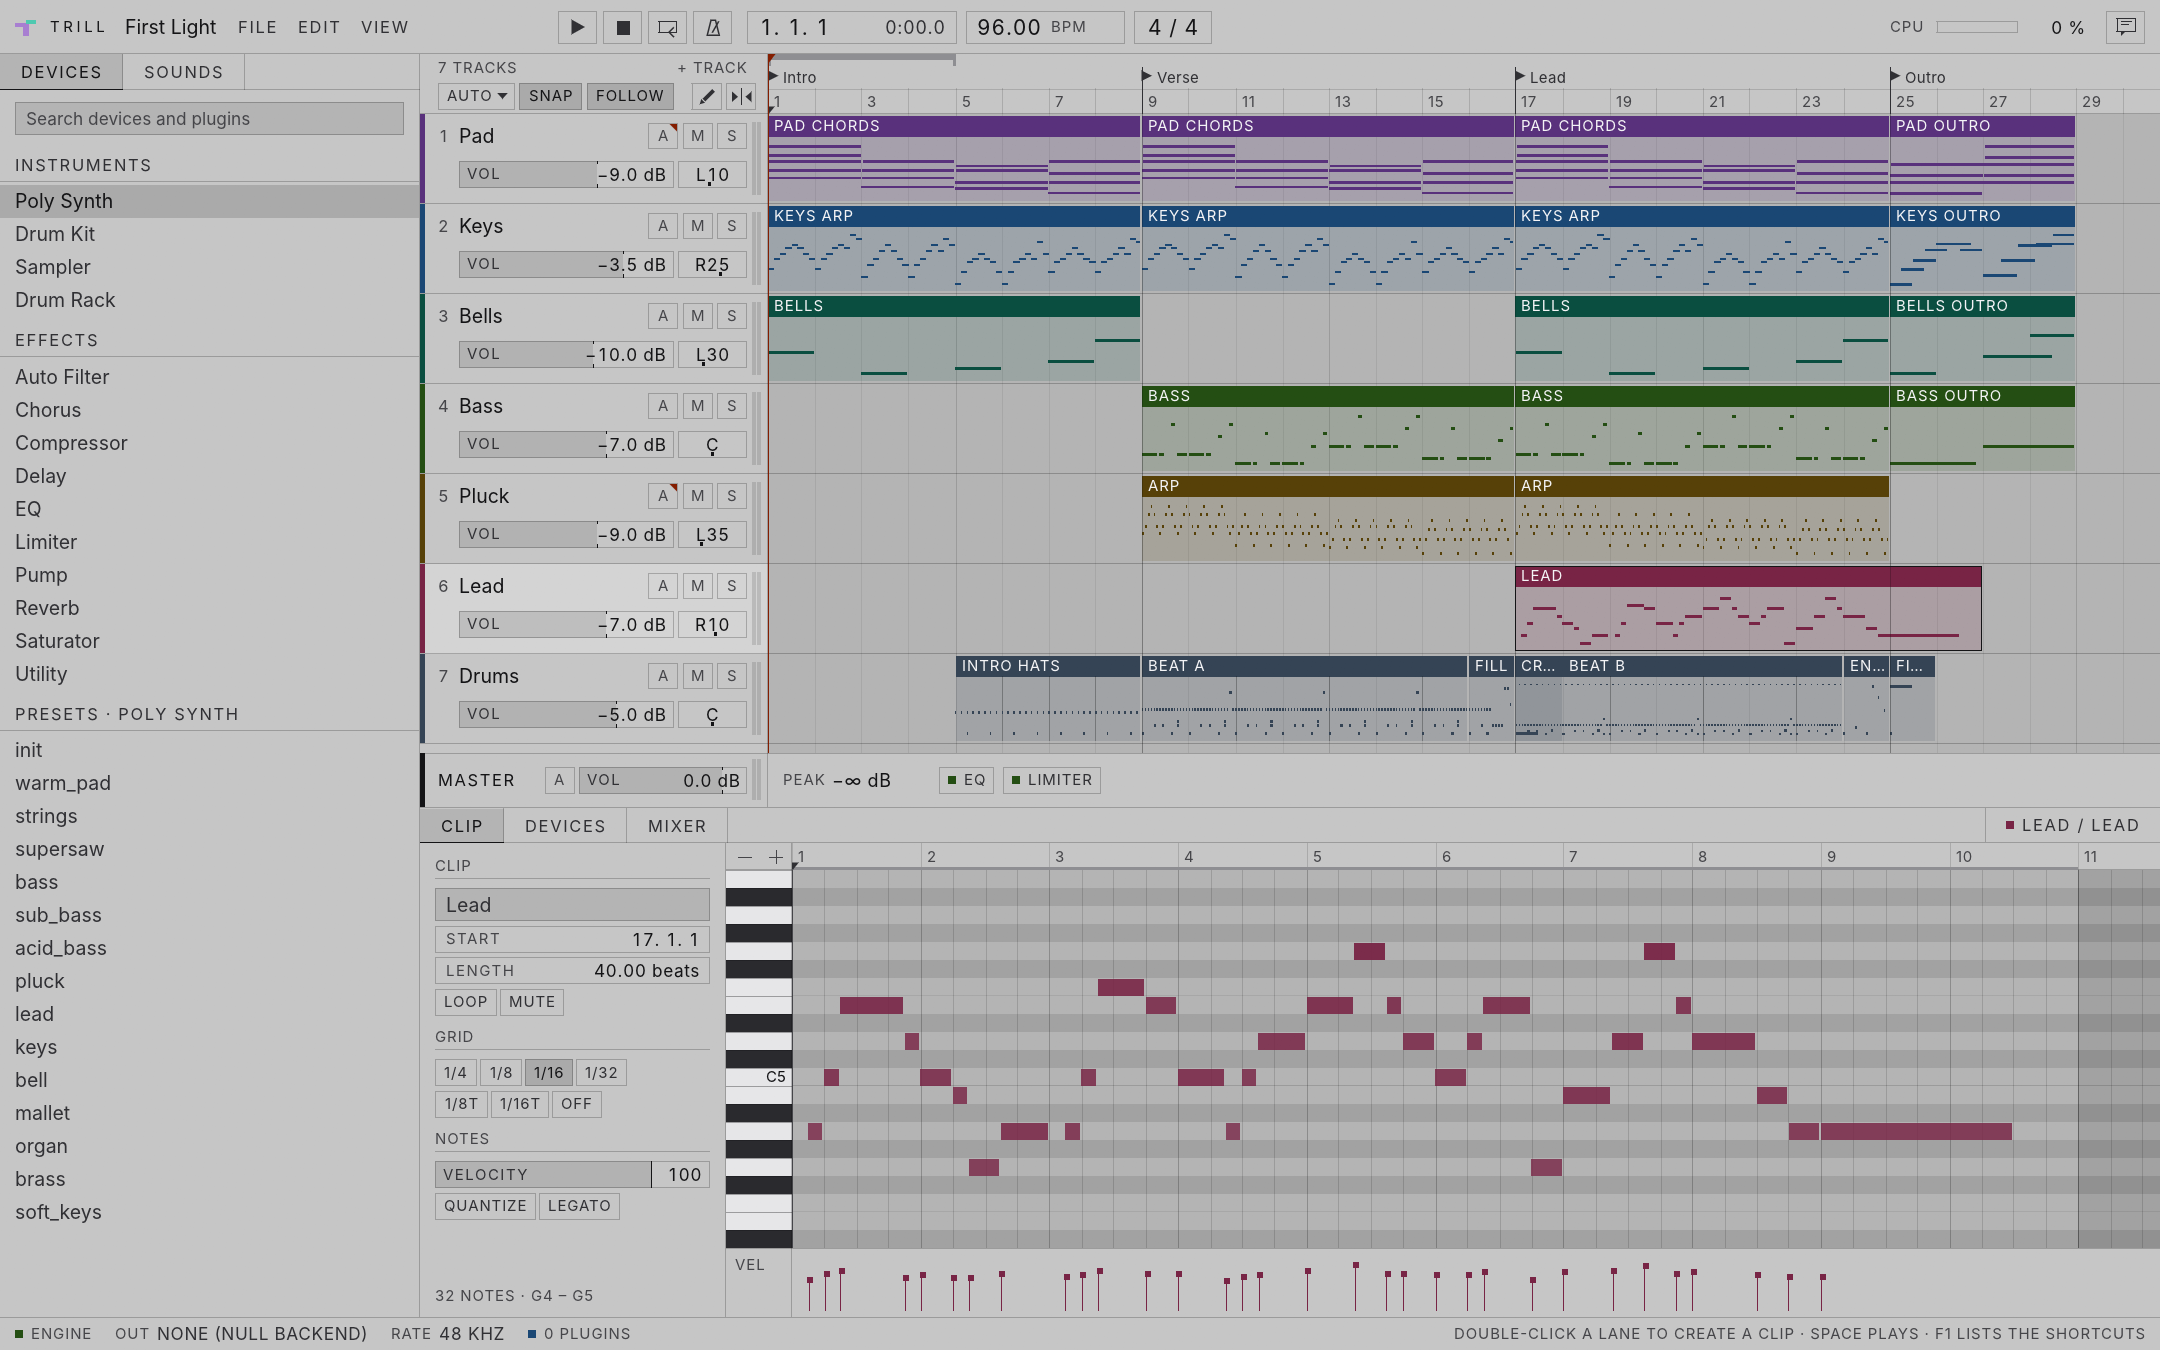 TRILL First Light FILE EDIT VIEW 1. 1. 1 0:00.0 96.00 BPM 4 / 4 CPU 0 %
DEVICES SOUNDS
Search devices and plugins
INSTRUMENTS
Poly Synth
Drum Kit
Sampler
Drum Rack
EFFECTS
Auto Filter
Chorus
Compressor
Delay
EQ
Limiter
Pump
Reverb
Saturator
Utility
PRESETS · POLY SYNTH
init
warm_pad
strings
supersaw
bass
sub_bass
acid_bass
pluck
lead
keys
bell
mallet
organ
brass
soft_keys
7 TRACKS + TRACK
AUTO SNAP FOLLOW
Intro Verse Lead Outro
1 3 5 7 9 11 13 15 17 19 21 23 25 27 29
1 Pad A M S
VOL −9.0 dB L10
PAD CHORDS PAD CHORDS PAD CHORDS PAD OUTRO
2 Keys A M S
VOL −3.5 dB R25
KEYS ARP KEYS ARP KEYS ARP KEYS OUTRO
3 Bells A M S
VOL −10.0 dB L30
BELLS BELLS BELLS OUTRO
4 Bass A M S
VOL −7.0 dB C
BASS BASS BASS OUTRO
5 Pluck A M S
VOL −9.0 dB L35
ARP ARP
6 Lead A M S
VOL −7.0 dB R10
LEAD
7 Drums A M S
VOL −5.0 dB C
INTRO HATS BEAT A FILL CR... BEAT B EN... FI...
MASTER A VOL 0.0 dB PEAK −∞ dB EQ LIMITER
CLIP DEVICES MIXER LEAD / LEAD
CLIP
Lead
START 17. 1. 1
LENGTH 40.00 beats
LOOP MUTE
GRID
1/4 1/8 1/16 1/32
1/8T 1/16T OFF
NOTES
VELOCITY 100
QUANTIZE LEGATO
32 NOTES · G4 – G5
1 2 3 4 5 6 7 8 9 10 11
C5
VEL
ENGINE OUT NONE (NULL BACKEND) RATE 48 KHZ 0 PLUGINS DOUBLE-CLICK A LANE TO CREATE A CLIP · SPACE PLAYS · F1 LISTS THE SHORTCUTS